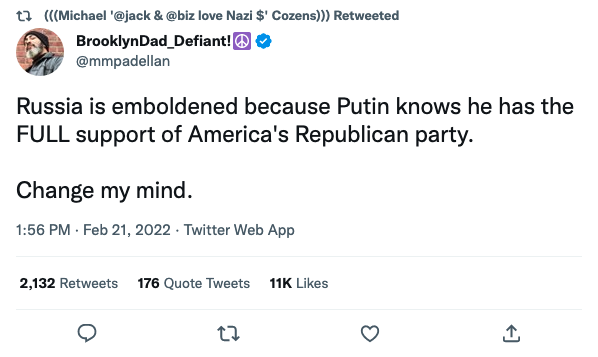 (((Michael '@jack & @biz love Nazi $' Cozens))) Retweeted
BrooklynDad_Defiant!☮️
@mmpadellan
Russia is emboldened because Putin knows he has the
FULL support of America's Republican party.
Change my mind.
1:56 PM · Feb 21, 2022 · Twitter Web App
2,132 Retweets 176 Quote Tweets 11K Likes